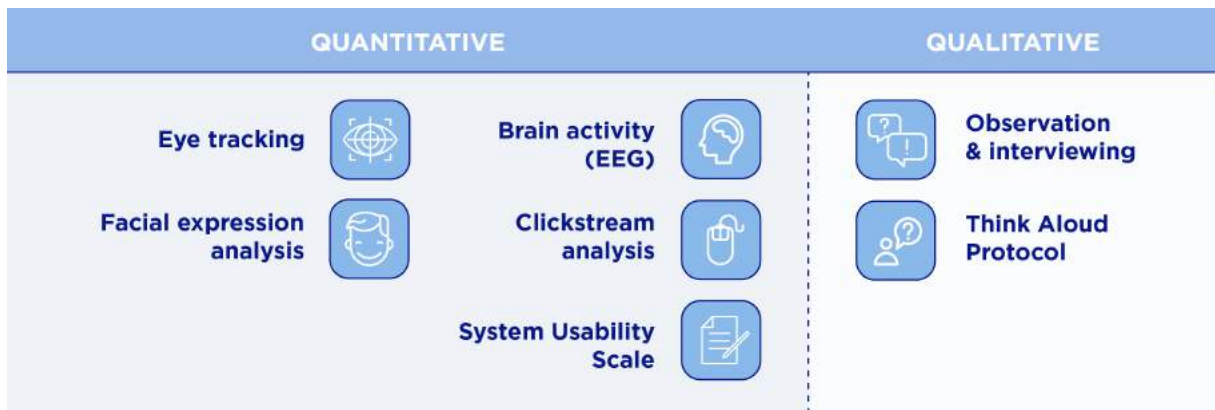 QUANTITATIVE
QUALITATIVE
Eye tracking
Facial expression
analysis
Brain activity
(EEG)
Clickstream
analysis
System Usability
Scale
Observation
& interviewing
Think Aloud
Protocol